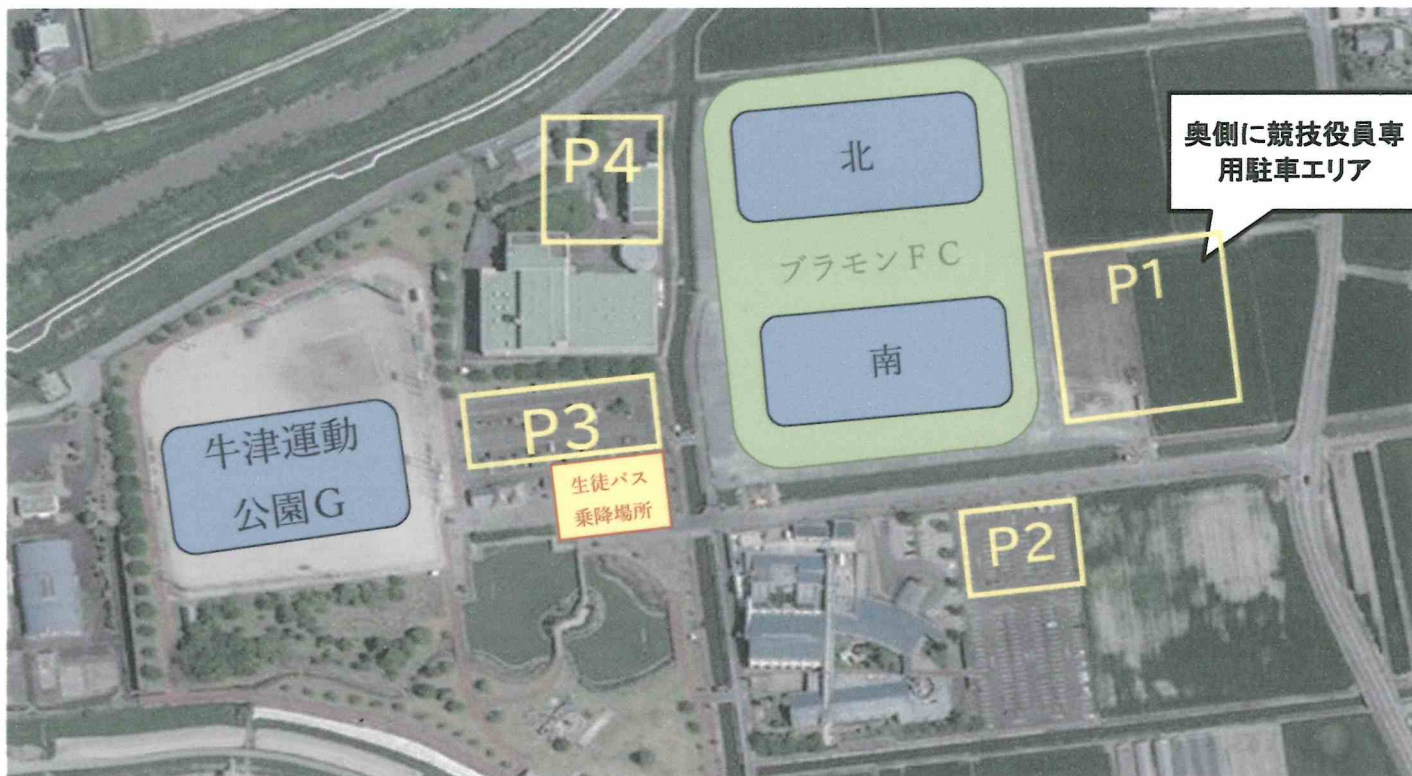 奥側に競技役員専
用駐車エリア
P4
北
ブラモンFC
P1
南
P3
牛津運動
公園G
生徒バス
乗降場所
P2